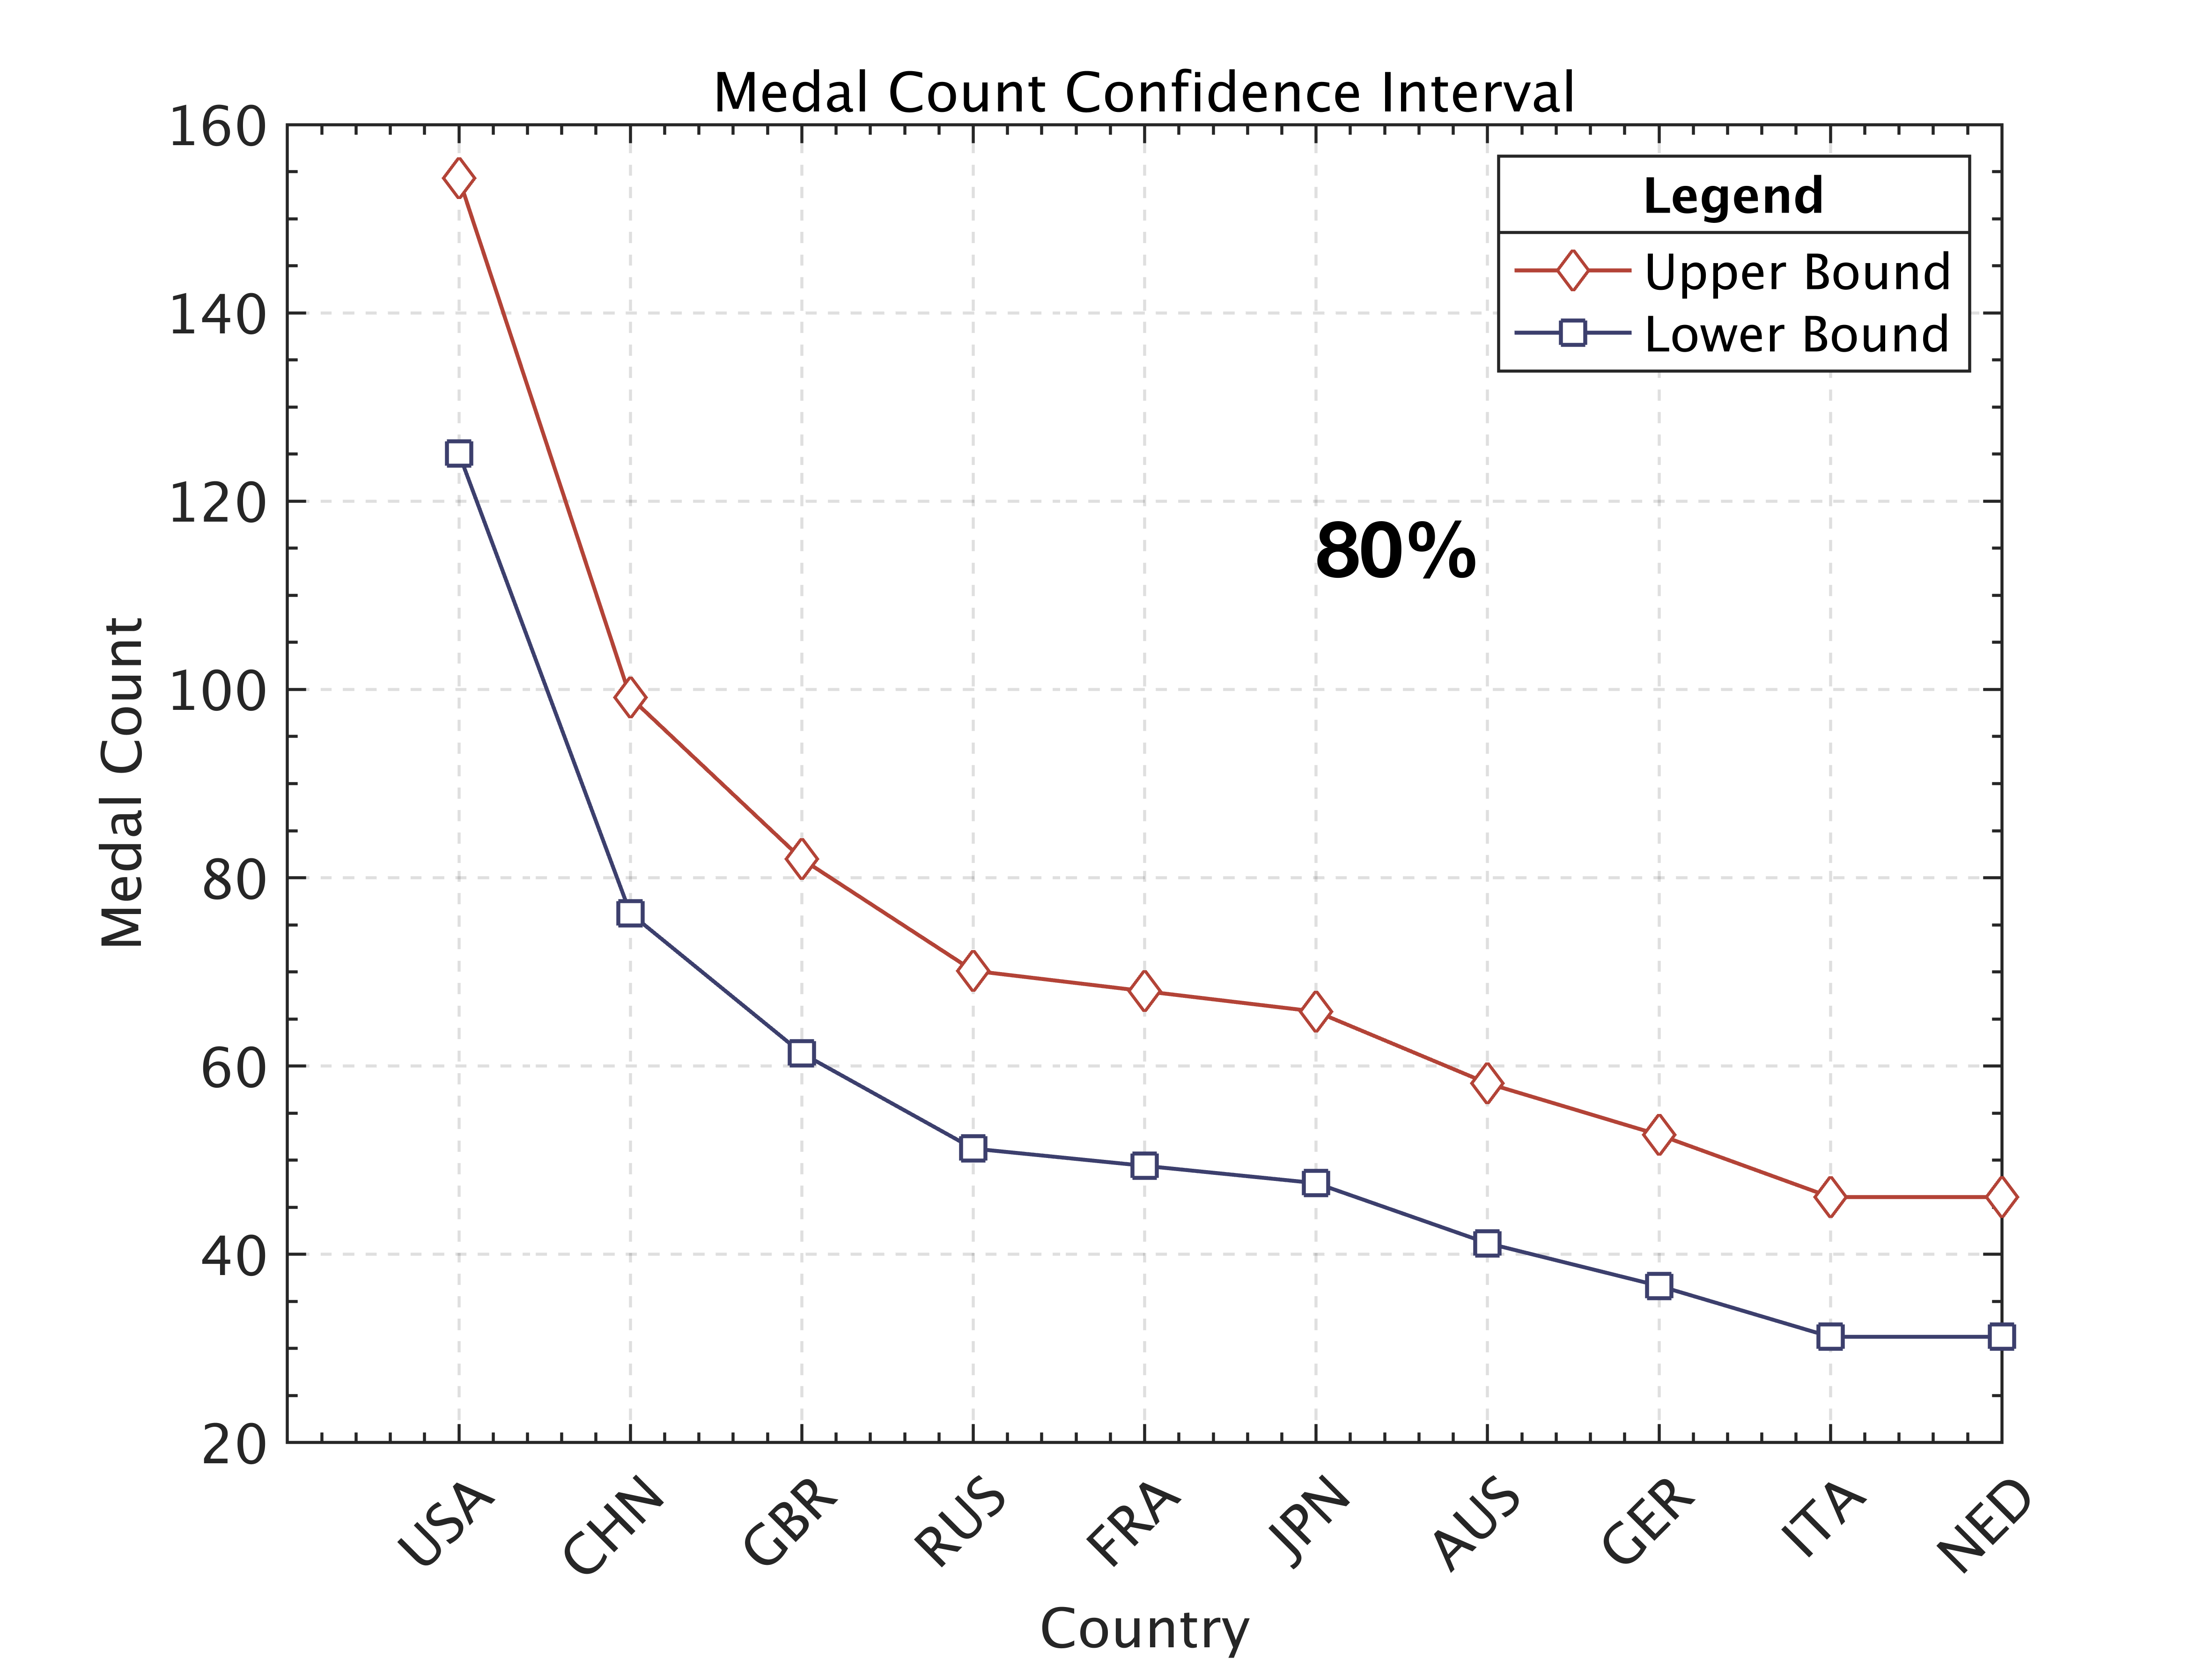 Medal Count Confidence Interval
160
140
120
100
80
60
40
20
Medal Count
Legend
Upper Bound
Lower Bound
80%
USA
CHN
GBR
RUS
FRA
JPN
AUS
GER
ITA
NED
Country